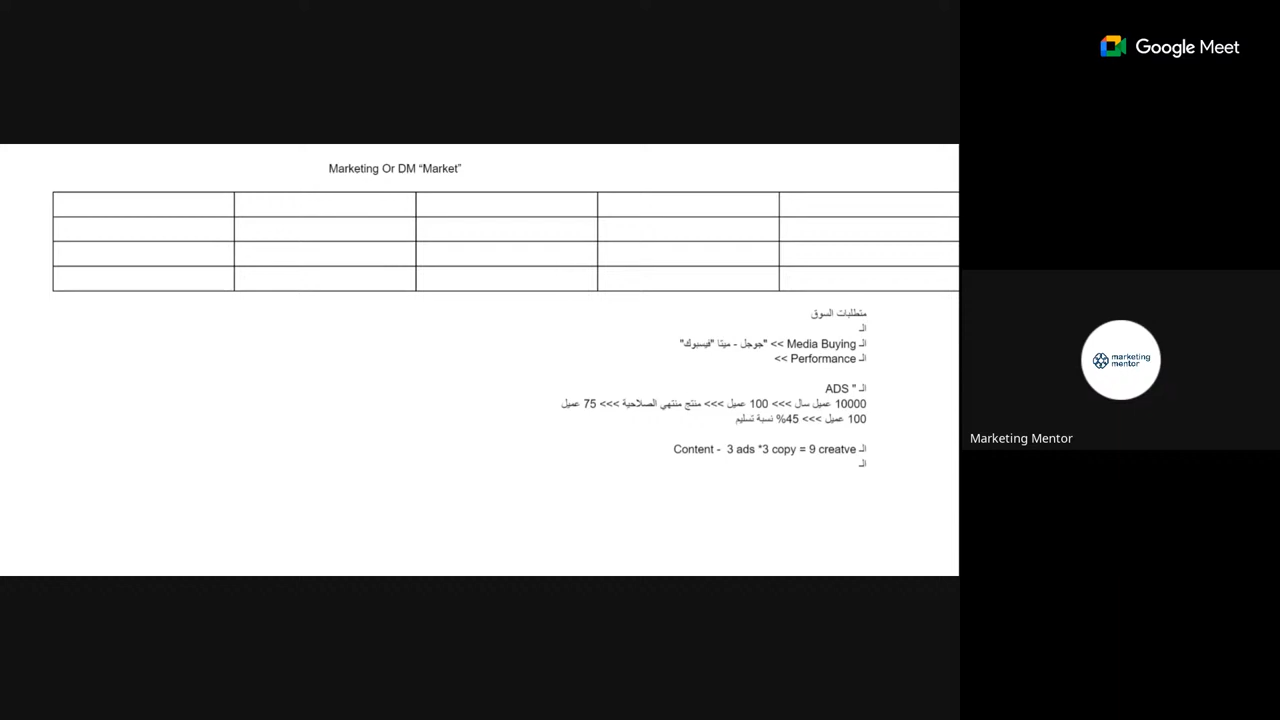 Google Meet
Marketing Or DM “Market”
متطلبات السوق
الـ
الـ Media Buying >> "جوجل - ميتا "فيسبوك"
الـ Performance >>
الـ " ADS
10000 عميل سال >>> 100 عميل >>> منتج منتهي الصلاحية >>> 75 عميل
100 عميل >>> 45% نسبة تسليم
الـ Content - 3 ads *3 copy = 9 creatve
الـ
marketing
mentor
Marketing Mentor